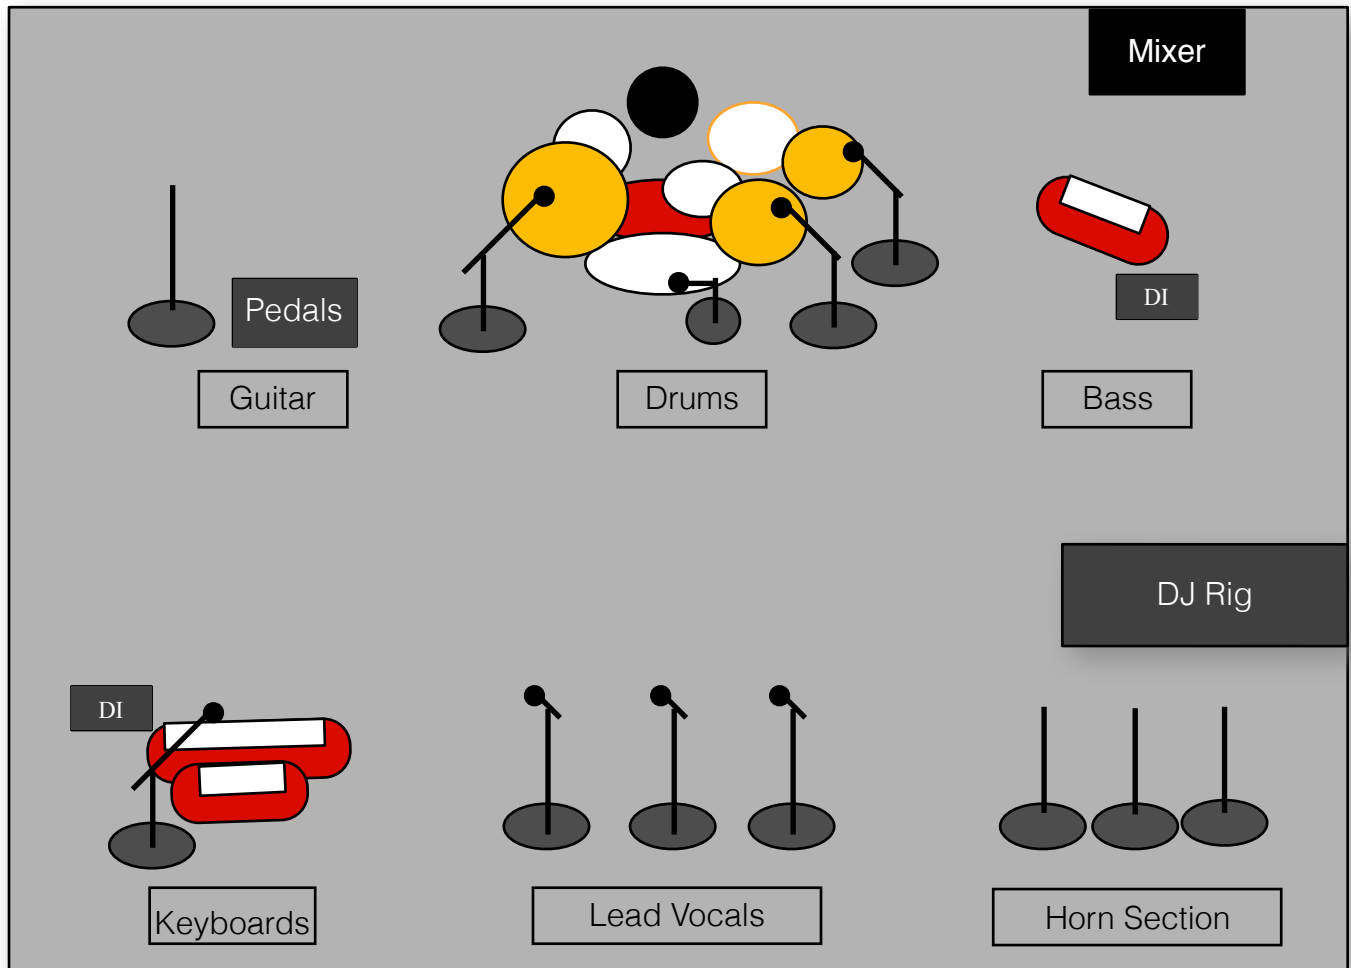 Mixer
Pedals
DI
Guitar
Drums
Bass
DJ Rig
DI
Keyboards
Lead Vocals
Horn Section